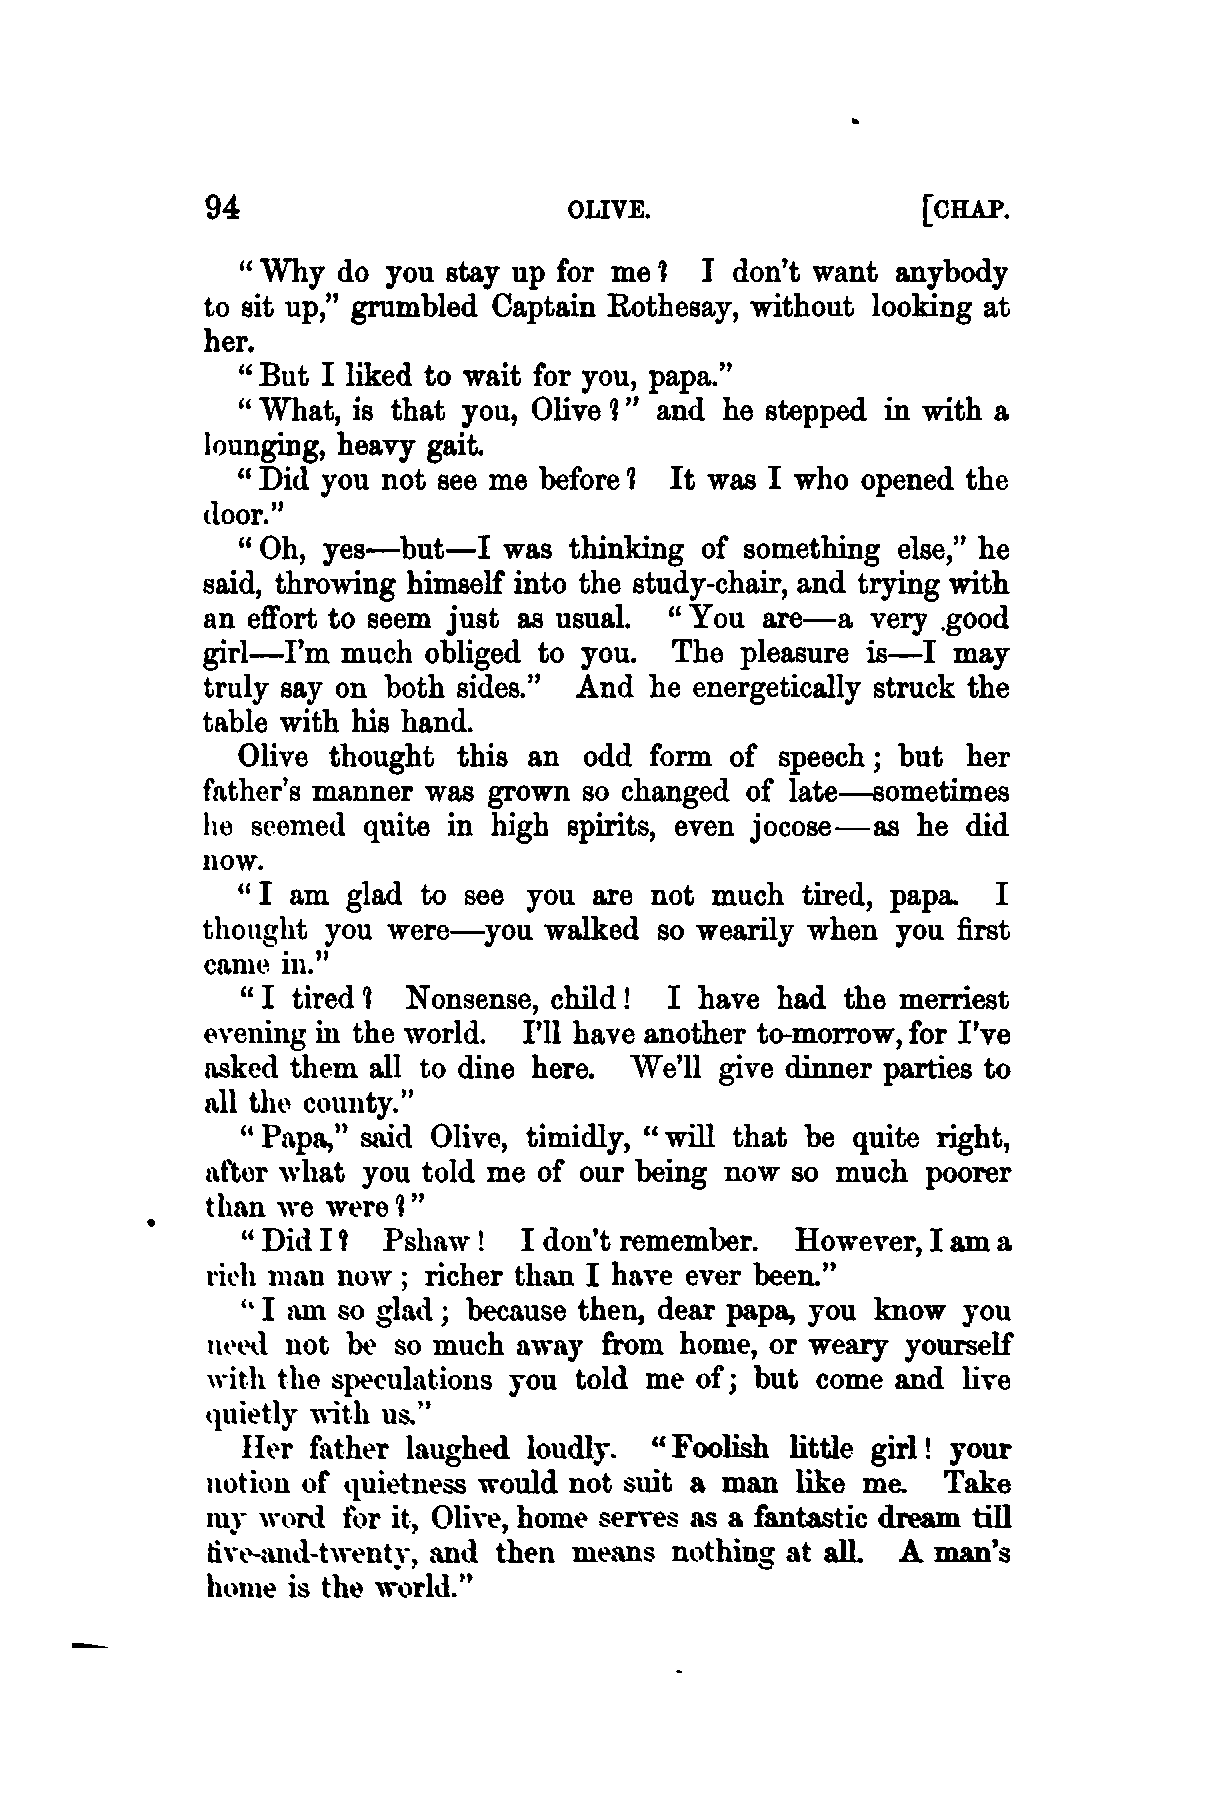 94 OLIVE. [CHAP.
"Why do you stay up for me? I don't want anybody
to sit up," grumbled Captain Rothesay, without looking at
her.
"But I liked to wait for you, papa."
"What, is that you, Olive?" and he stepped in with a
lounging, heavy gait.
"Did you not see me before? It was I who opened the
door."
"Oh, yes—but—I was thinking of something else," he
said, throwing himself into the study-chair, and trying with
an effort to seem just as usual. "You are—a very good
girl—I'm much obliged to you. The pleasure is—I may
truly say on both sides." And he energetically struck the
table with his hand.
Olive thought this an odd form of speech; but her
father's manner was grown so changed of late—sometimes
he seemed quite in high spirits, even jocose—as he did
now.
"I am glad to see you are not much tired, papa. I
thought you were—you walked so wearily when you first
came in."
"I tired? Nonsense, child! I have had the merriest
evening in the world. I'll have another to-morrow, for I've
asked them all to dine here. We'll give dinner parties to
all the county."
"Papa," said Olive, timidly, "will that be quite right,
after what you told me of our being now so much poorer
than we were?"
"Did I? Pshaw! I don't remember. However, I am a
rich man now; richer than I have ever been."
"I am so glad; because then, dear papa, you know you
need not be so much away from home, or weary yourself
with the speculations you told me of; but come and live
quietly with us."
Her father laughed loudly. "Foolish little girl! your
notion of quietness would not suit a man like me. Take
my word for it, Olive, home serves as a fantastic dream till
five-and-twenty, and then means nothing at all. A man's
home is the world."